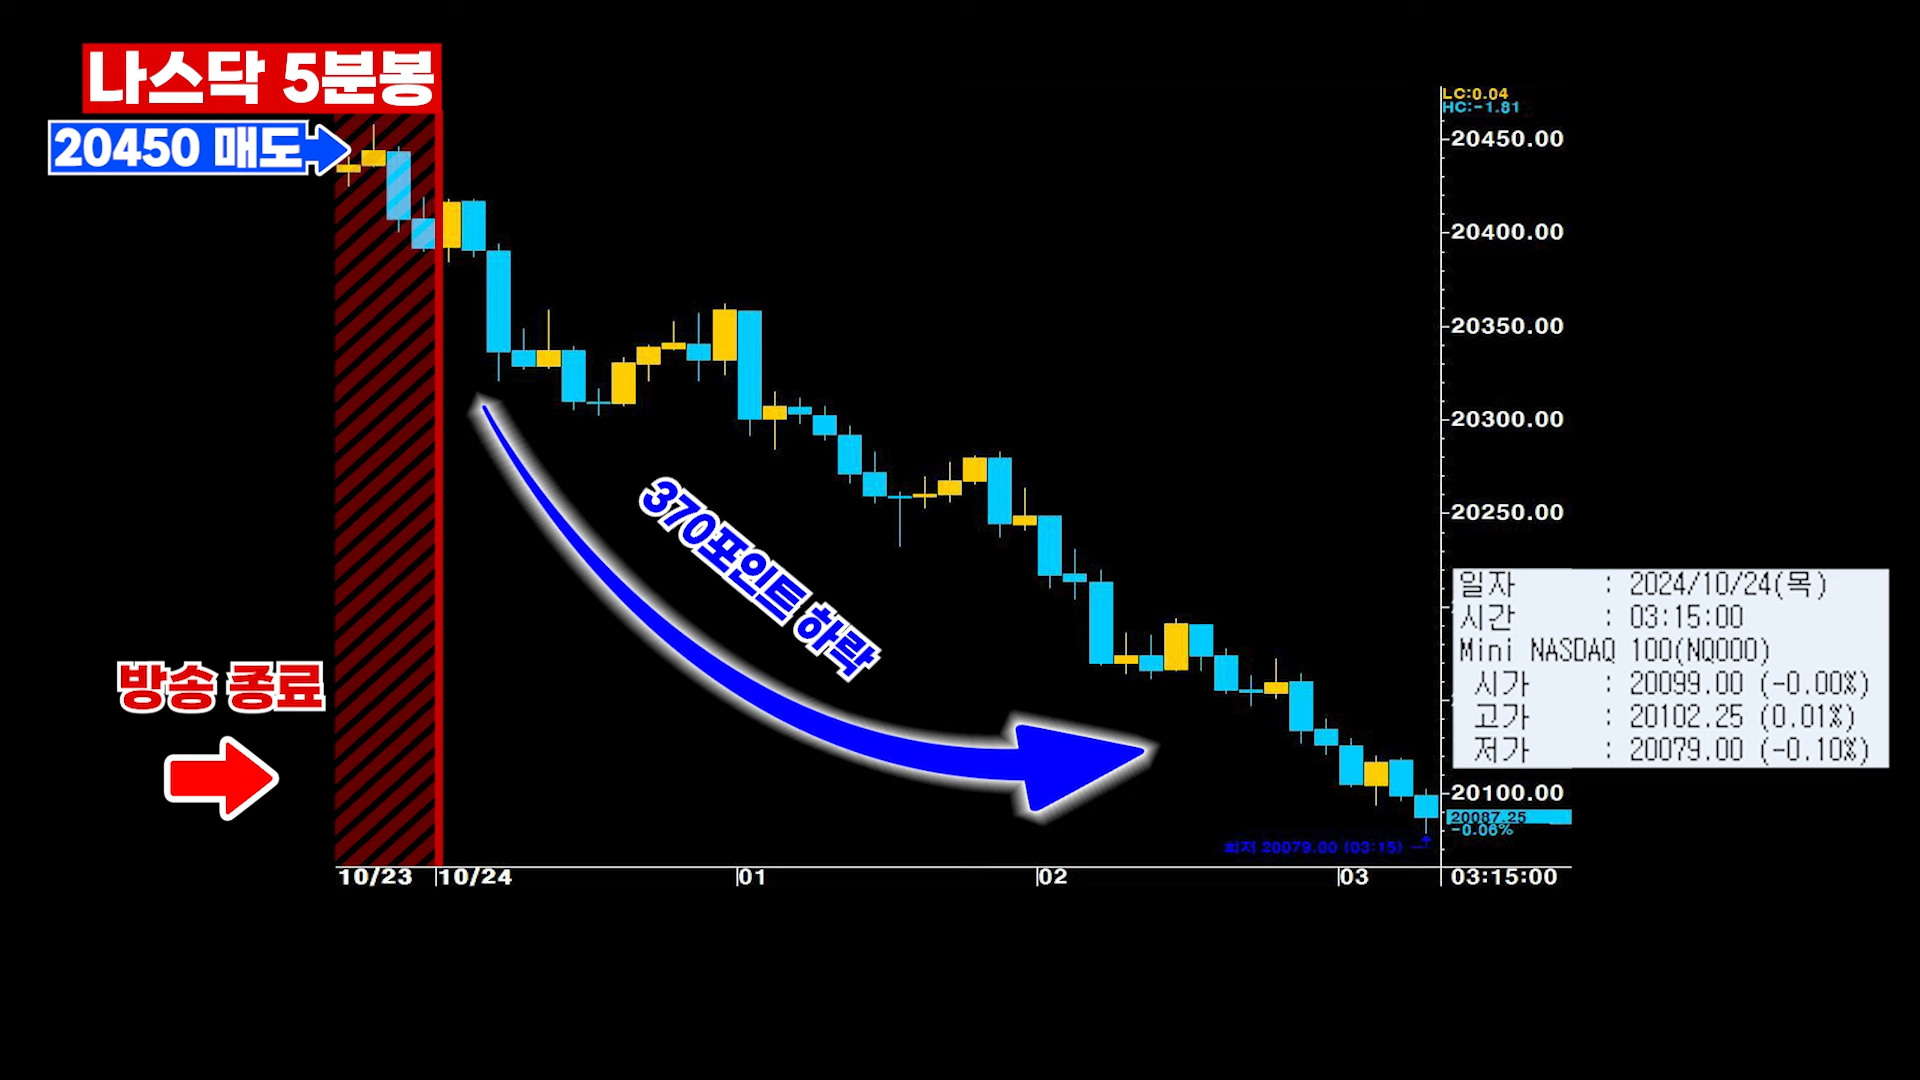 나스닥 5분봉
20450 매도
LC:0.04
HC:-1.81
20450.00
20400.00
20350.00
20300.00
20250.00
370포인트 하락
일자 : 2024/10/24(목)
시간 : 03:15:00
Mini NASDAQ 100(NQ000)
시가 : 20099.00 (-0.00%)
고가 : 20102.25 (0.01%)
저가 : 20079.00 (-0.10%)
방송 종료
20100.00
20087.25
-0.06%
최저 20079.00 (03:15)
10/23 10/24 01 02 03 03:15:00